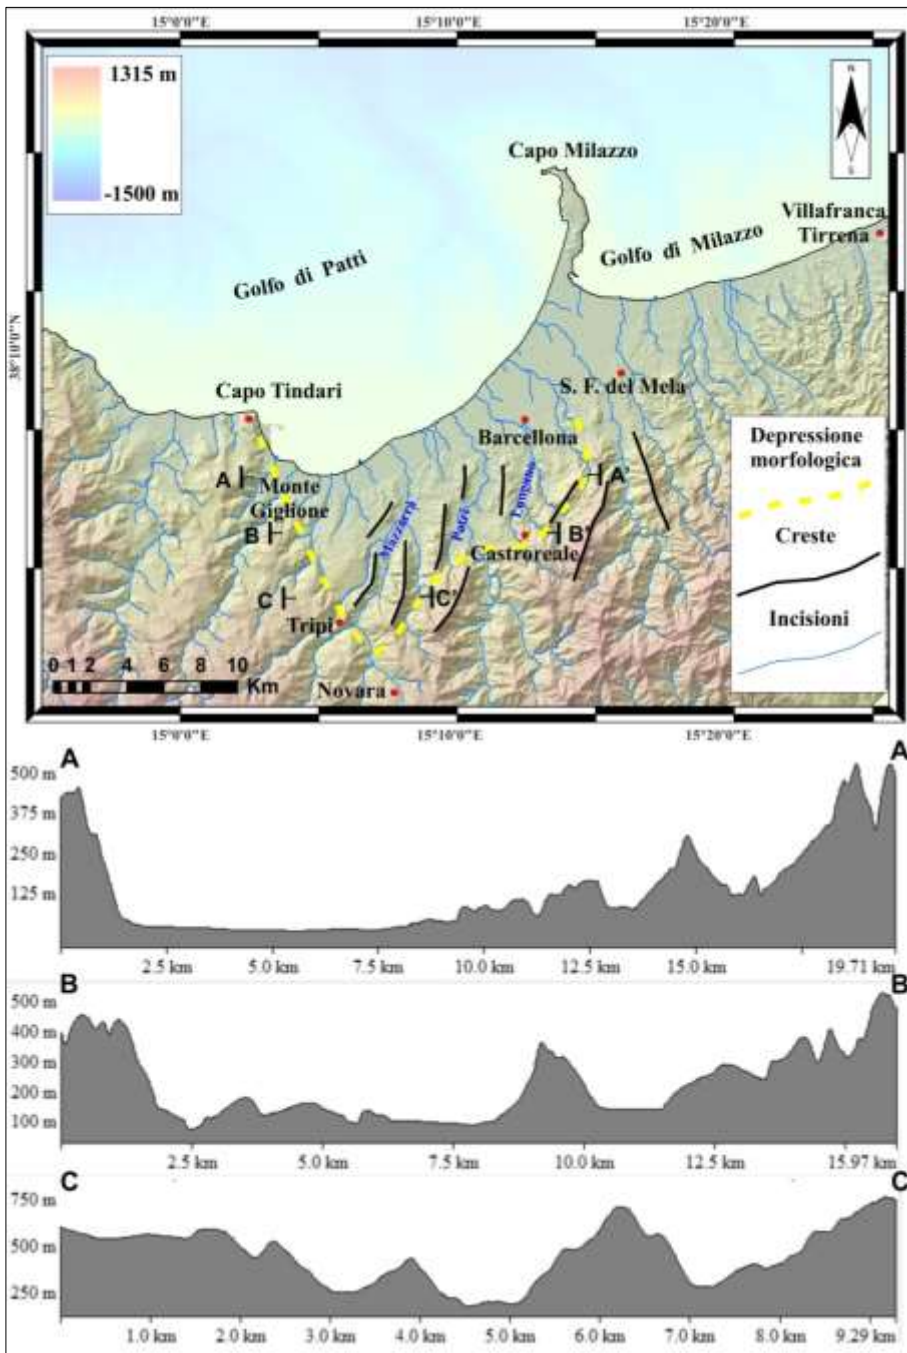 15°0'0"E 15°10'0"E 15°20'0"E
1315 m
-1500 m
N
S
Capo Milazzo
Villafranca
Tirrena
Golfo di Milazzo
Golfo di Patti
38°10'0"N
Capo Tindari
S. F. del Mela
Barcellona
Depressione
morfologica
Creste
Incisioni
A
A'
Monte
Giglione
Mazzarrà
Patrì
Longano
B
B'
Castroreale
C
C'
Tripi
Novara
0 1 2 4 6 8 10
Km
15°0'0"E 15°10'0"E 15°20'0"E
A A
500 m
375 m
250 m
125 m
2.5 km 5.0 km 7.5 km 10.0 km 12.5 km 15.0 km 19.71 km
B B
500 m
400 m
300 m
200 m
100 m
2.5 km 5.0 km 7.5 km 10.0 km 12.5 km 15.97 km
C C
750 m
500 m
250 m
1.0 km 2.0 km 3.0 km 4.0 km 5.0 km 6.0 km 7.0 km 8.0 km 9.29 km